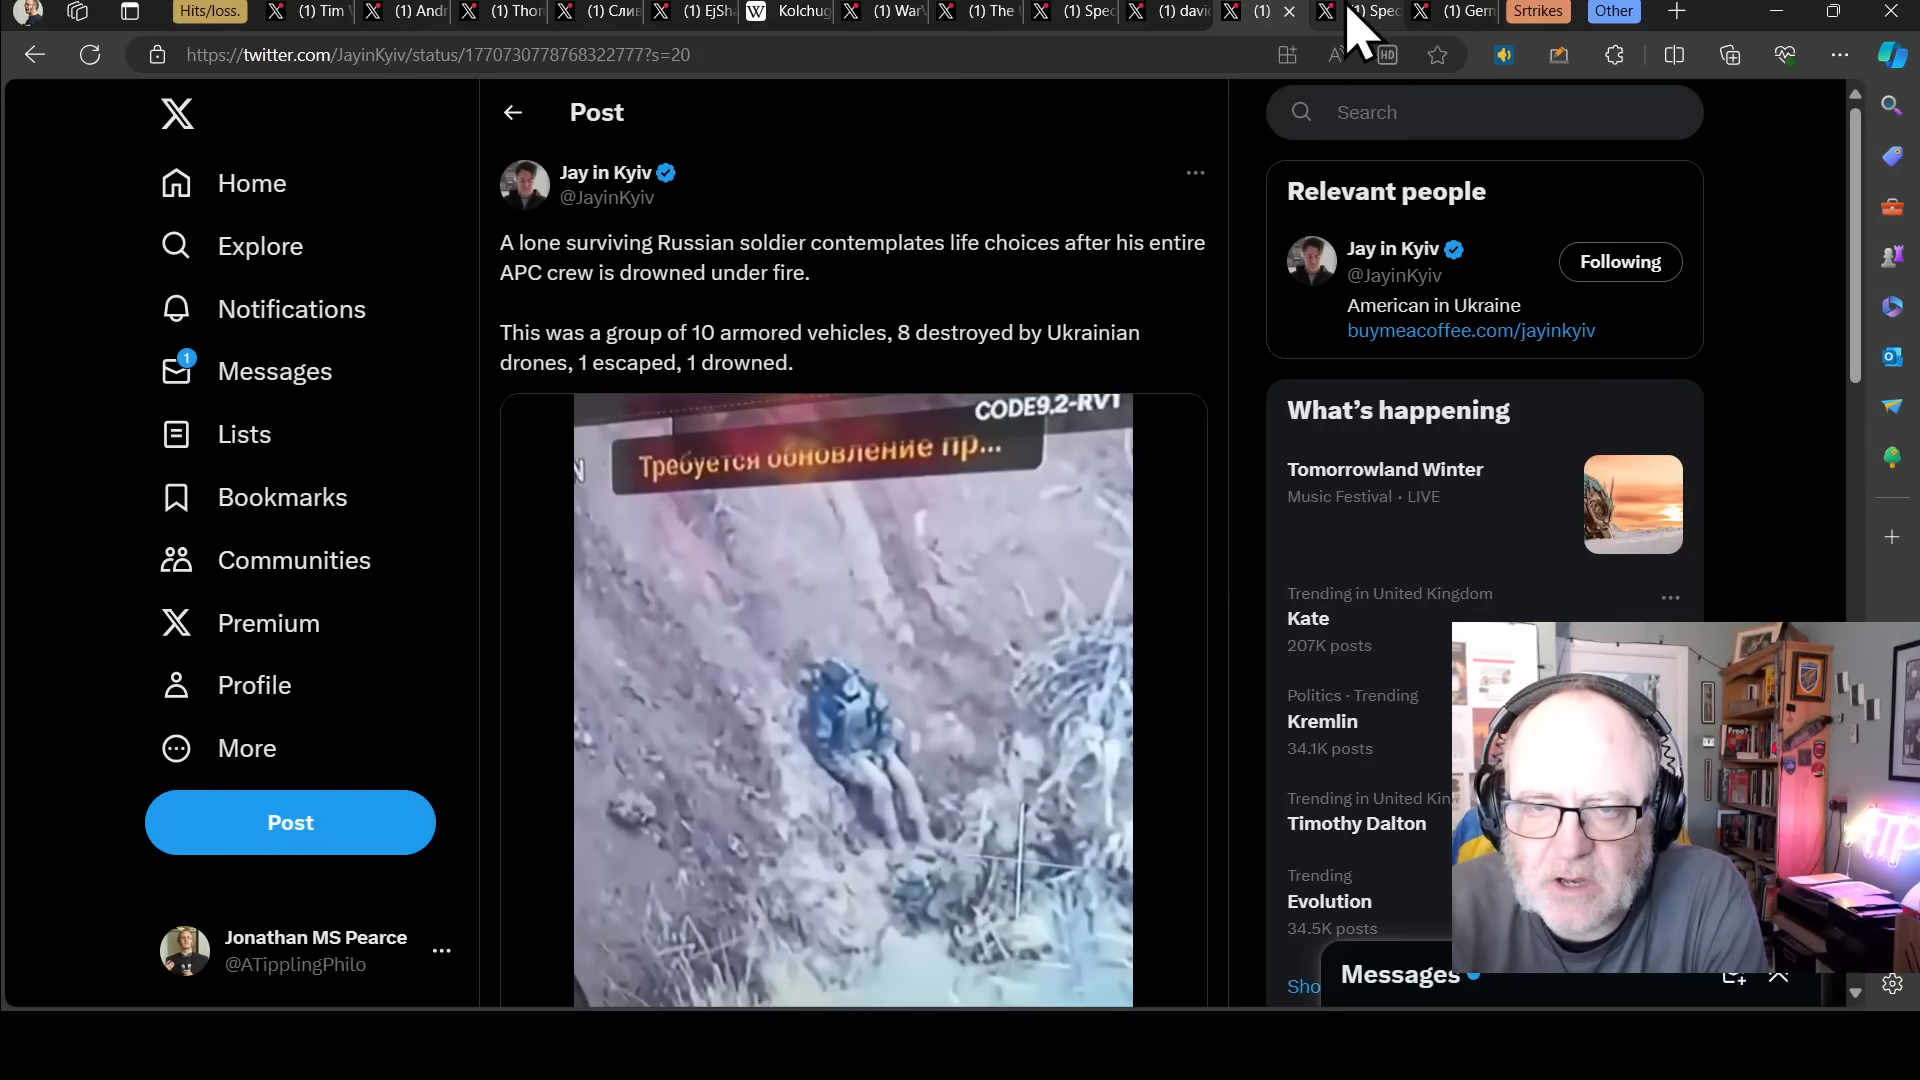 Hits/loss.
(1) Tim
(1) Andr
(1) Thor
(1) Слив
(1) EjSha
Kolchug
(1) War
(1) The
(1) Spec
(1) davi
(1)
(1) Spec
(1) Germ
Srtrikes
Other
https://twitter.com/JayinKyiv/status/1770730778768322777?s=20
HD
Home
Explore
Notifications
1
Messages
Lists
Bookmarks
Communities
Premium
Profile
More
Post
Jonathan MS Pearce
@ATipplingPhilo
Post
Jay in Kyiv
@JayinKyiv
A lone surviving Russian soldier contemplates life choices after his entire
APC crew is drowned under fire.
This was a group of 10 armored vehicles, 8 destroyed by Ukrainian
drones, 1 escaped, 1 drowned.
CODE9,2-RV1
Требуется обновление пр...
N
Search
Relevant people
Jay in Kyiv
@JayinKyiv
Following
American in Ukraine
buymeacoffee.com/jayinkyiv
What’s happening
Tomorrowland Winter
Music Festival · LIVE
Trending in United Kingdom
Kate
207K posts
Politics · Trending
Kremlin
34.1K posts
Trending in United Kin
Timothy Dalton
Trending
Evolution
34.5K posts
Sho
Messages
Free?